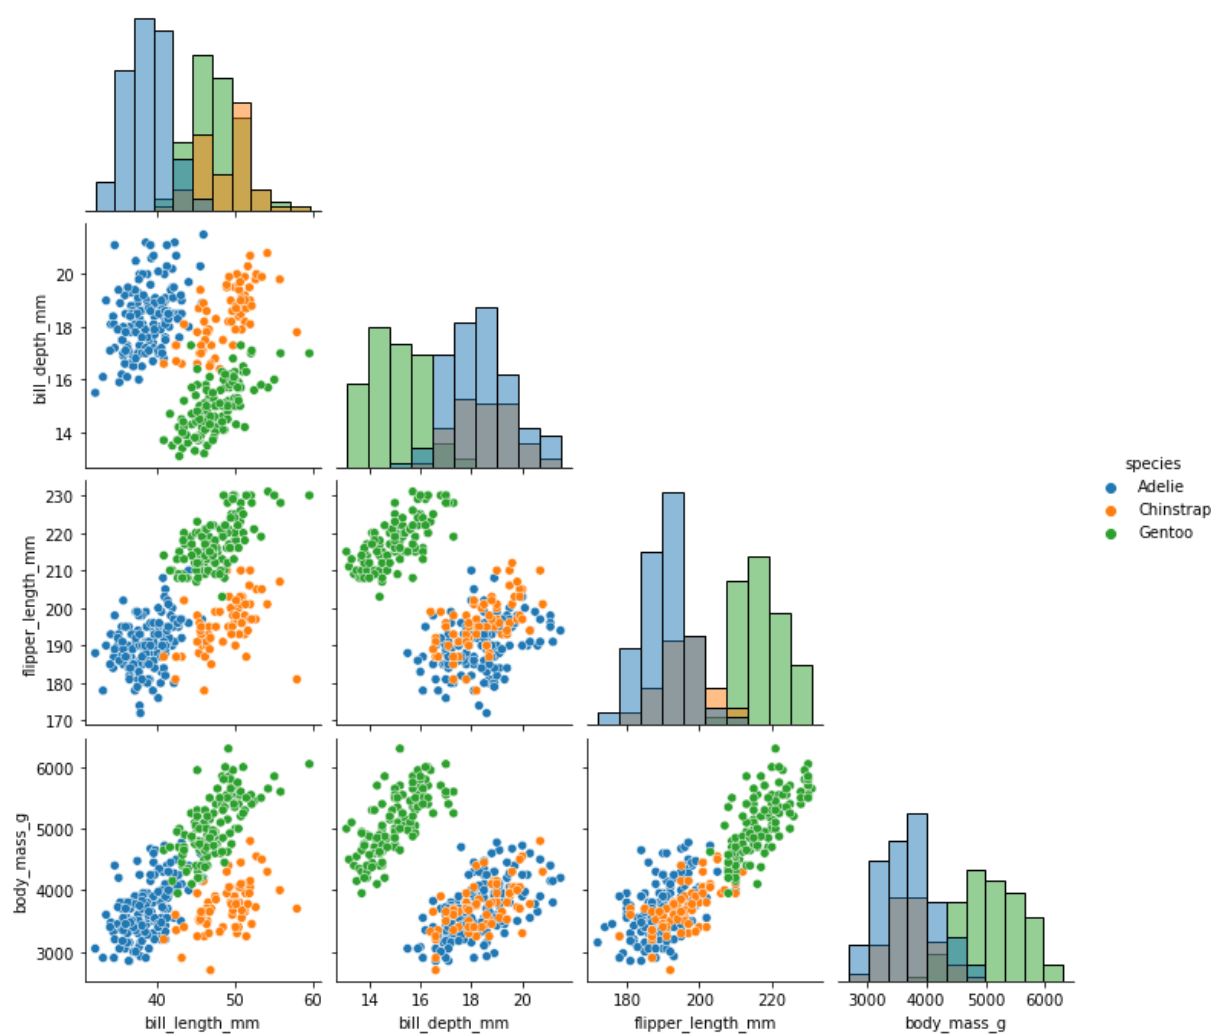 bill_depth_mm
20
18
16
14
species
Adelie
Chinstrap
Gentoo
flipper_length_mm
230
220
210
200
190
180
170
body_mass_g
6000
5000
4000
3000
40 50 60
14 16 18 20
180 200 220
3000 4000 5000 6000
bill_length_mm
bill_depth_mm
flipper_length_mm
body_mass_g